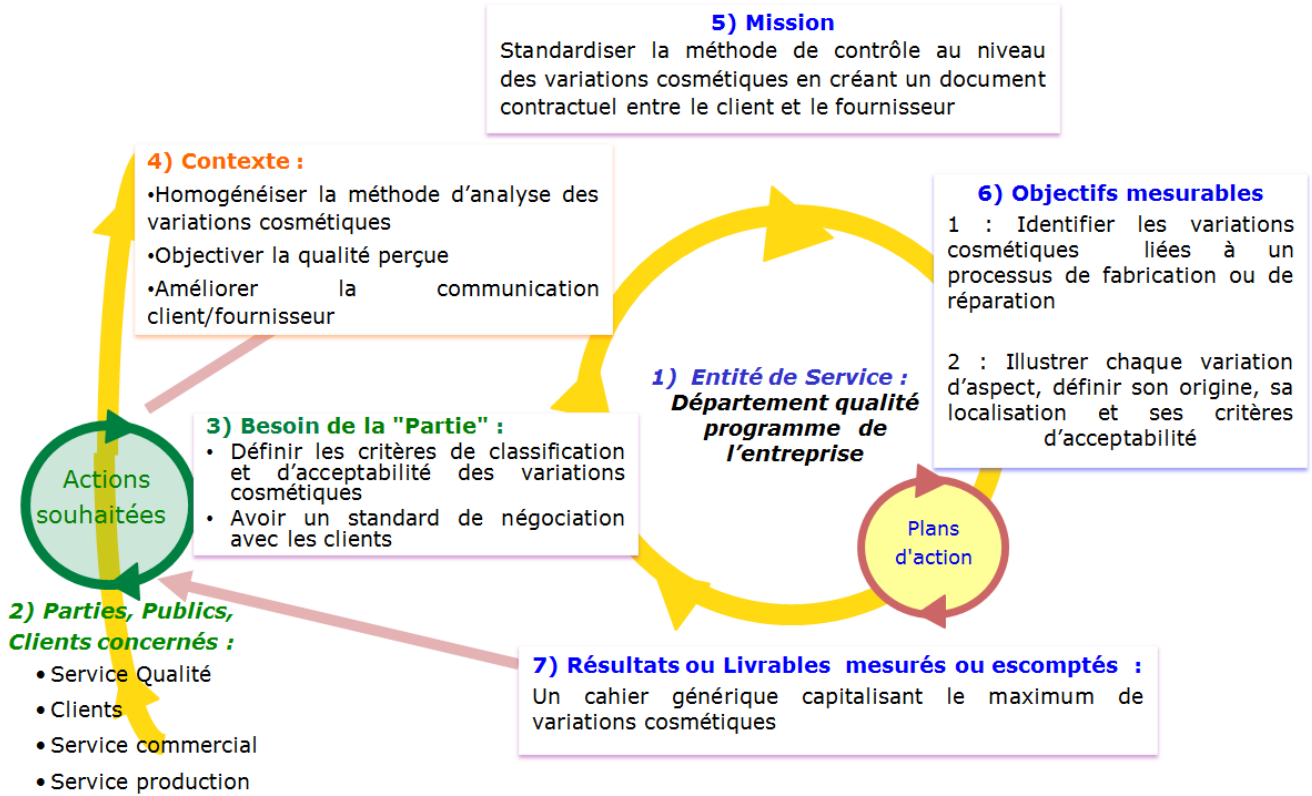 5) Mission
Standardiser la méthode de contrôle au niveau
des variations cosmétiques en créant un document
contractuel entre le client et le fournisseur
4) Contexte :
•Homogénéiser la méthode d’analyse des
variations cosmétiques
•Objectiver la qualité perçue
•Améliorer la communication
client/fournisseur
6) Objectifs mesurables
1 : Identifier les variations
cosmétiques liées à un
processus de fabrication ou de
réparation
2 : Illustrer chaque variation
d’aspect, définir son origine, sa
localisation et ses critères
d’acceptabilité
1) Entité de Service :
Département qualité
programme de
l’entreprise
3) Besoin de la "Partie" :
• Définir les critères de classification
et d’acceptabilité des variations
cosmétiques
• Avoir un standard de négociation
avec les clients
Actions
souhaitées
Plans
d'action
2) Parties, Publics,
Clients concernés :
• Service Qualité
• Clients
• Service commercial
• Service production
7) Résultats ou Livrables mesurés ou escomptés :
Un cahier générique capitalisant le maximum de
variations cosmétiques